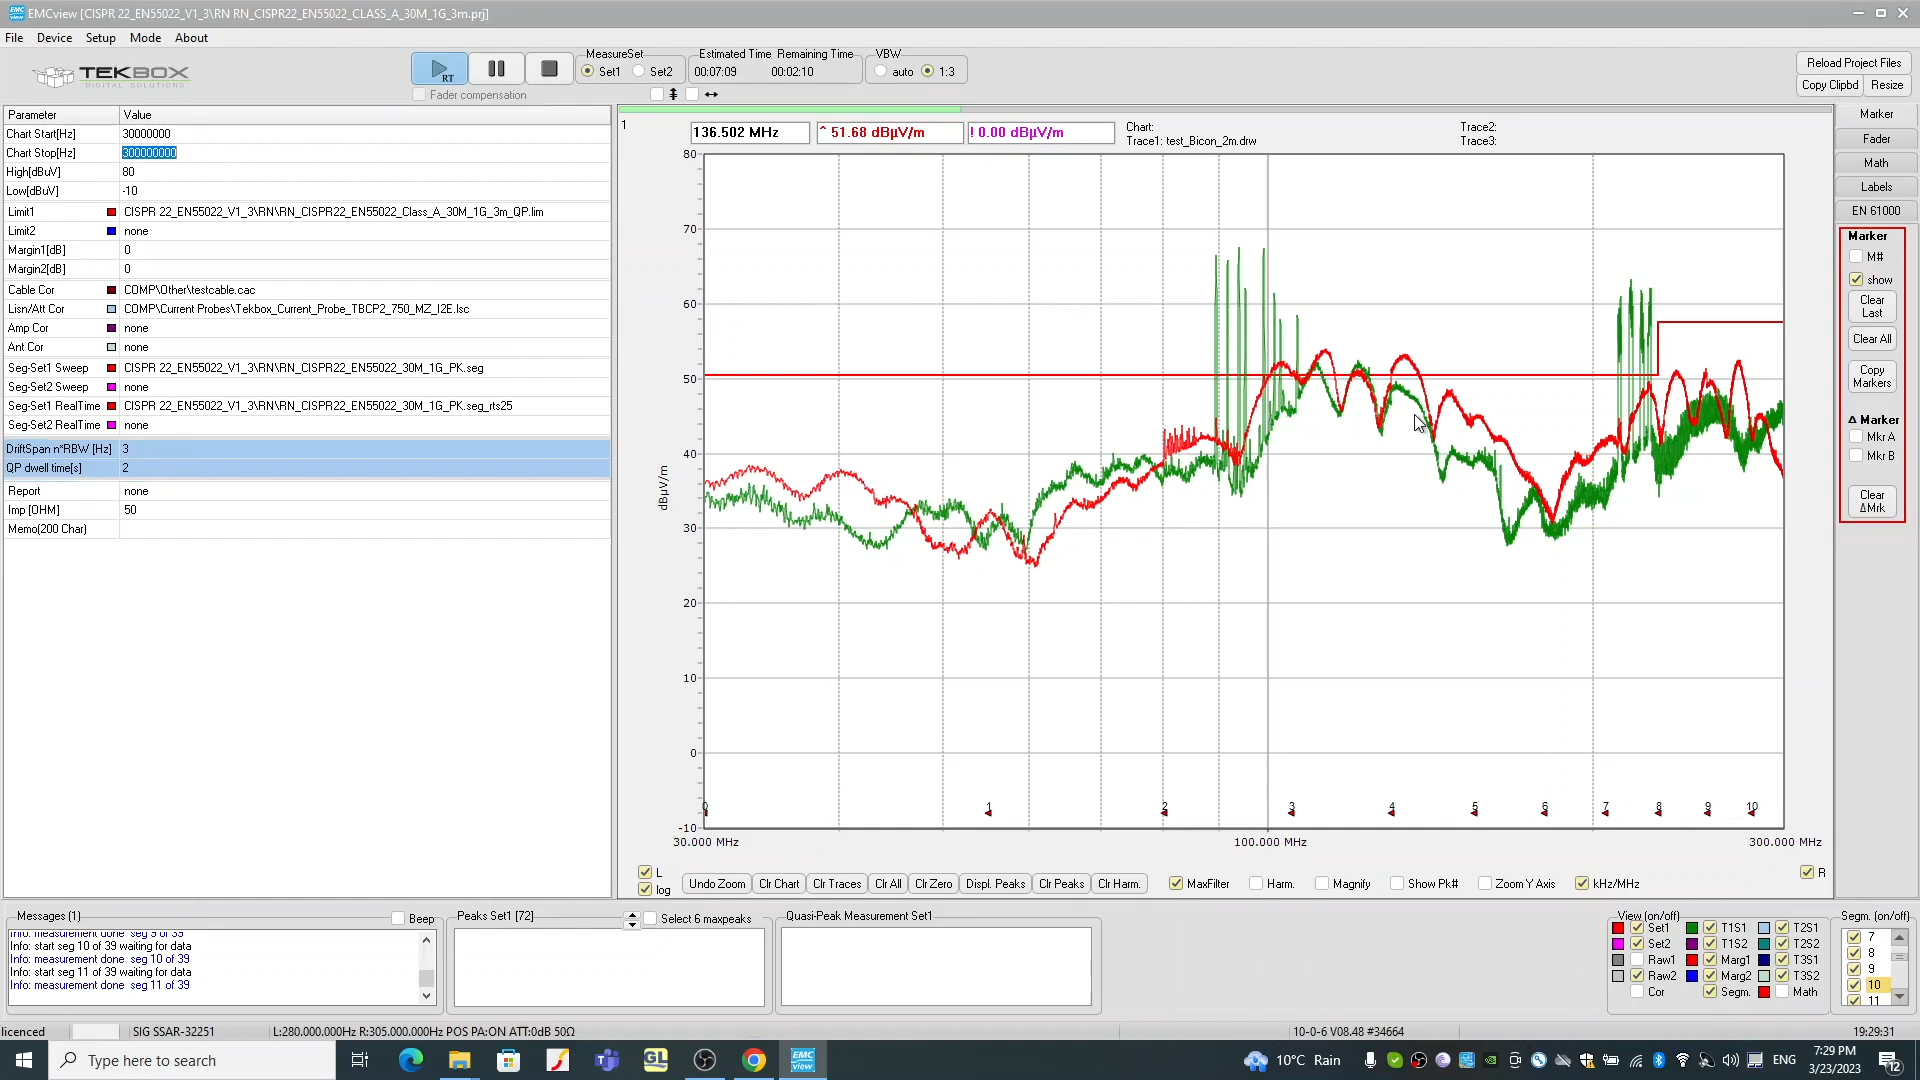 EMCview [CISPR 22_EN55022_V1_3\RN RN_CISPR22_EN55022_CLASS_A_30M_1G_3m.prj]
File Device Setup Mode About
TEKBOX
DIGITAL SOLUTIONS
RT
Fader compensation
MeasureSet
Set1 Set2
Estimated Time Remaining Time
00:07:09 00:02:10
VBW
auto 1:3
Reload Project Files
Copy Clipbd Resize
Parameter Value
Chart Start[Hz] 30000000
Chart Stop[Hz] 300000000
High[dBuV] 80
Low[dBuV] -10
Limit1 CISPR 22_EN55022_V1_3\RN\RN_CISPR22_EN55022_Class_A_30M_1G_3m_QP.lim
Limit2 none
Margin1[dB] 0
Margin2[dB] 0
Cable Cor COMP\Other\testcable.cac
Lisn/Att Cor COMP\Current Probes\Tekbox_Current_Probe_TBCP2_750_MZ_I2E.lsc
Amp Cor none
Ant Cor none
Seg-Set1 Sweep CISPR 22_EN55022_V1_3\RN\RN_CISPR22_EN55022_30M_1G_PK.seg
Seg-Set2 Sweep none
Seg-Set1 RealTime CISPR 22_EN55022_V1_3\RN\RN_CISPR22_EN55022_30M_1G_PK.seg_rts25
Seg-Set2 RealTime none
DriftSpan n*RBW [Hz] 3
QP dwell time[s] 2
Report none
Imp [OHM] 50
Memo(200 Char)
1
136.502 MHz ^ 51.68 dBµV/m ! 0.00 dBµV/m
Chart: Trace2:
Trace1: test_Bicon_2m.drw Trace3:
80
70
60
50
40
30
20
10
0
-10
dBµV/m
0 1 2 3 4 5 6 7 8 9 10
30.000 MHz 100.000 MHz 300.000 MHz
L
log
R
Undo Zoom Clr Chart Clr Traces Clr All Clr Zero Displ. Peaks Clr Peaks Clr Harm. MaxFilter Harm. Magnify Show Pk# Zoom Y Axis kHz/MHz
Marker
Fader
Math
Labels
EN 61000
Marker
M#
show
Clear
Last
Clear All
Copy
Markers
Δ Marker
Mkr A
Mkr B
Clear
ΔMrk
Messages (1) Beep
Info: measurement done seg 9 of 39
Info: start seg 10 of 39 waiting for data
Info: measurement done seg 10 of 39
Info: start seg 11 of 39 waiting for data
Info: measurement done seg 11 of 39
Peaks Set1 [72] Select 6 maxpeaks
Quasi-Peak Measurement Set1
View (on/off)
Set1 T1S1 T2S1
Set2 T1S2 T2S2
Raw1 Marg1 T3S1
Raw2 Marg2 T3S2
Cor Segm. Math
Segm. (on/off)
7
8
9
10
11
licenced SIG SSAR-32251 L:280.000.000Hz R:305.000.000Hz POS PA:ON ATT:0dB 50Ω 10-0-6 V08.48 #34664 19:29:31
Type here to search
GL
EMC
view
10°C Rain
ENG
7:29 PM
3/23/2023
12